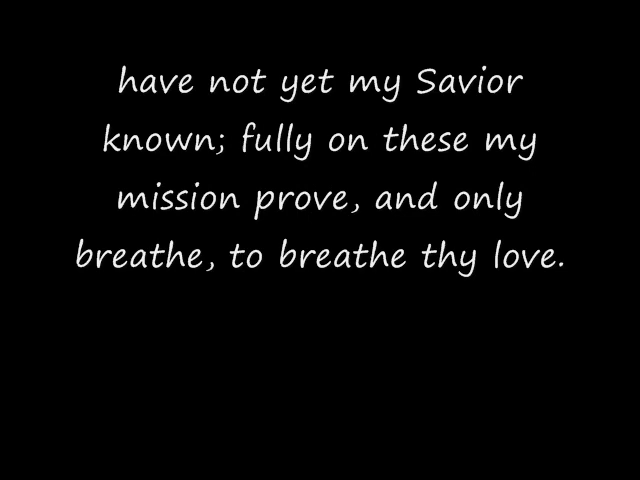 have not yet my Savior
known; fully on these my
mission prove, and only
breathe, to breathe thy love.